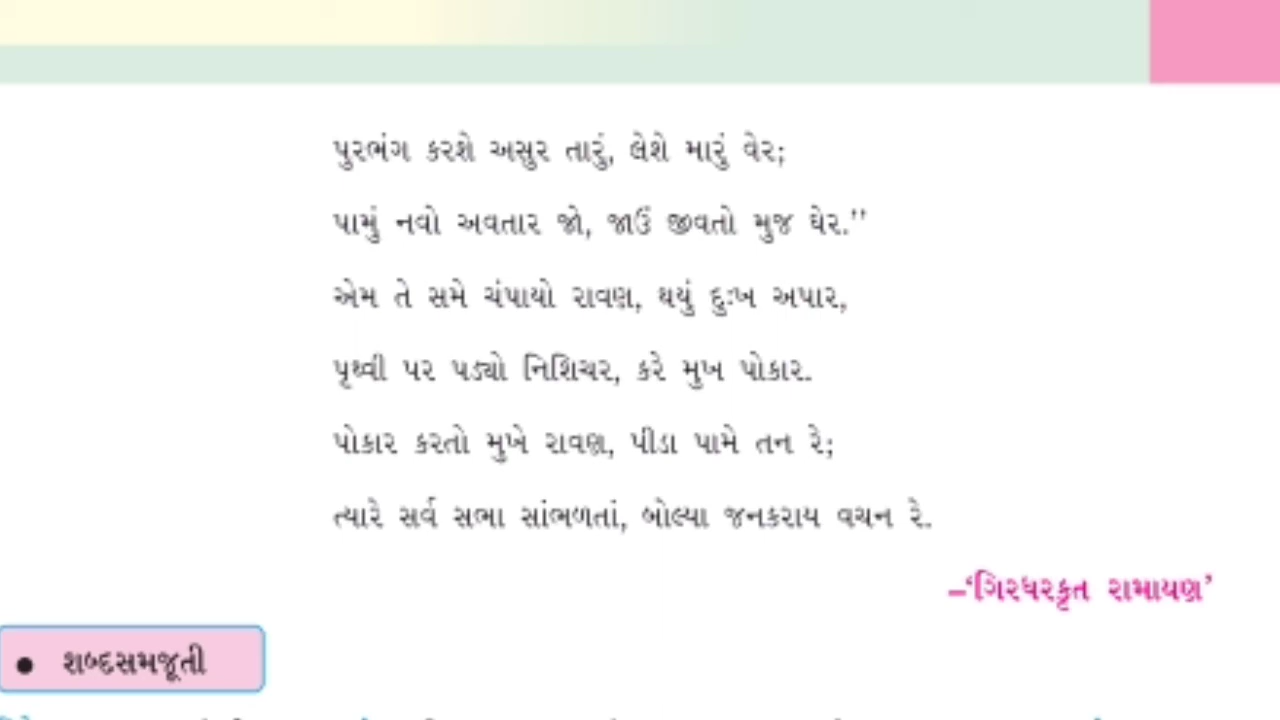 પુરભંગ કરશે અસુર તારું, લેશે મારું વેર;
પામું નવો અવતાર જો, જાઉં જીવતો મુજ ઘેર.’’
એમ તે સમે ચંપાયો રાવણ, થયું દુઃખ અપાર,
પૃથ્વી પર પડ્યો નિશિચર, કરે મુખ પોકાર.
પોકાર કરતો મુખે રાવણ, પીડા પામે તન રે;
ત્યારે સર્વ સભા સાંભળતાં, બોલ્યા જનકરાય વચન રે.
–‘ગિરધરકૃત રામાયણ’
● શબ્દસમજૂતી